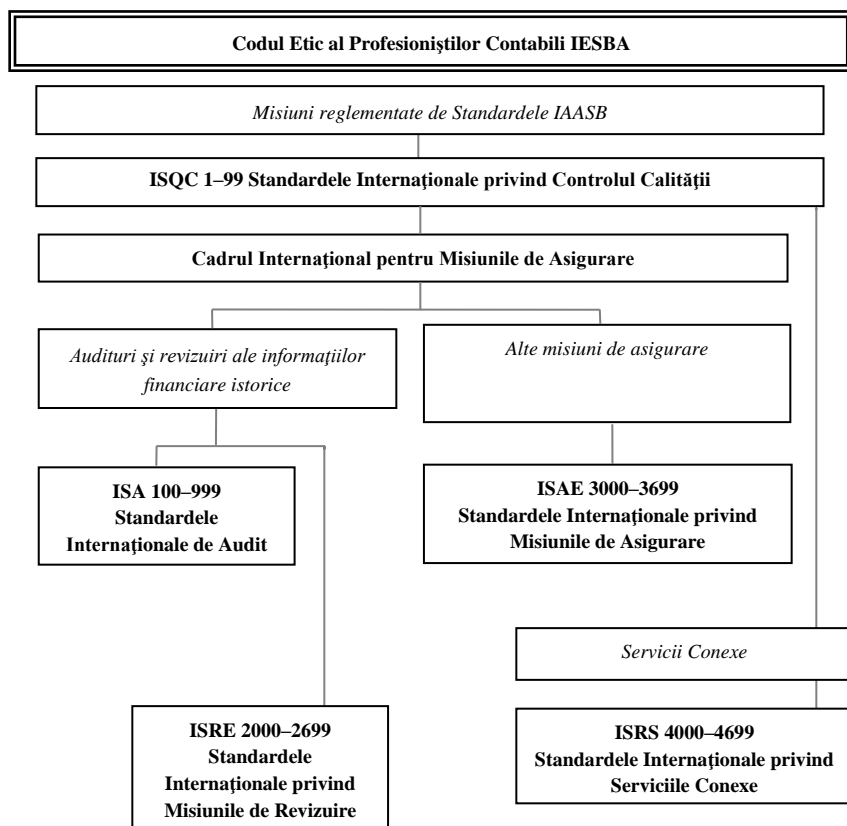 Codul Etic al Profesioniştilor Contabili IESBA
Misiuni reglementate de Standardele IAASB
ISQC 1–99 Standardele Internaţionale privind Controlul Calităţii
Cadrul Internaţional pentru Misiunile de Asigurare
Audituri şi revizuiri ale informaţiilor
financiare istorice
Alte misiuni de asigurare
ISA 100–999
Standardele
Internaţionale de Audit
ISAE 3000–3699
Standardele Internaţionale privind
Misiunile de Asigurare
Servicii Conexe
ISRE 2000–2699
Standardele
Internaţionale privind
Misiunile de Revizuire
ISRS 4000–4699
Standardele Internaţionale privind
Serviciile Conexe